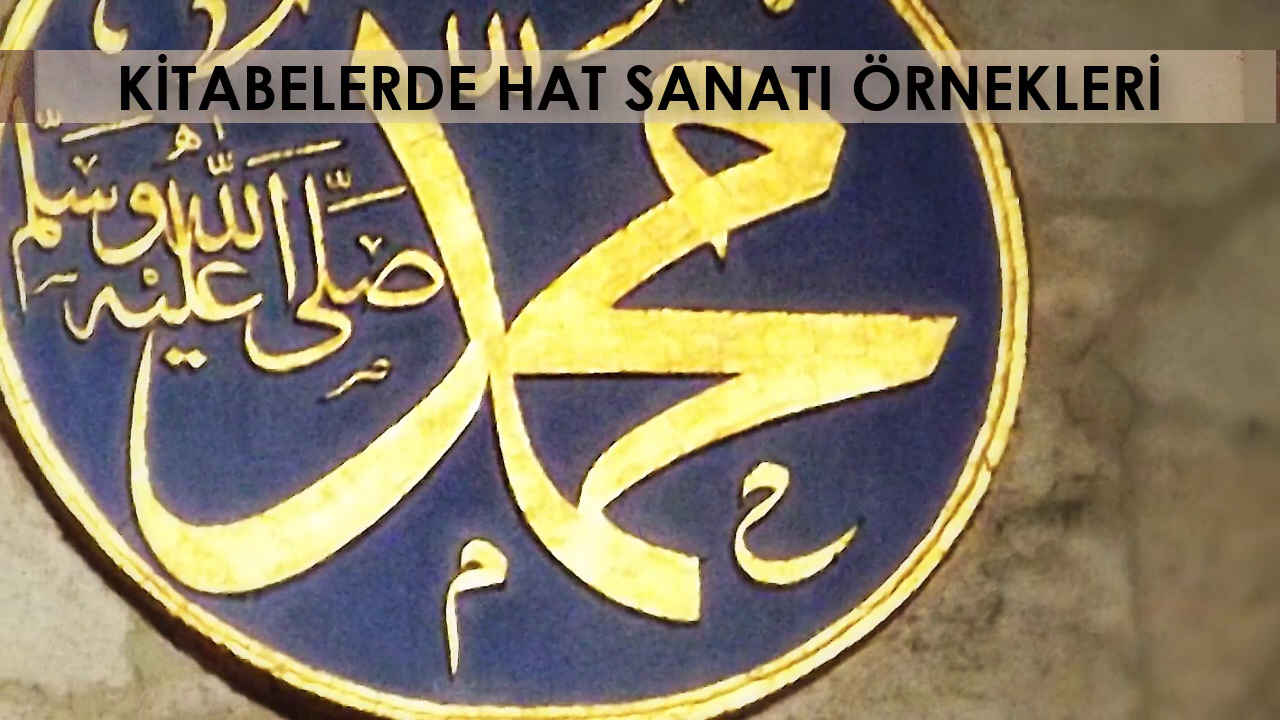 KİTABELERDE HAT SANATI ÖRNEKLERİ
محمد
صلى الله عليه وسلم